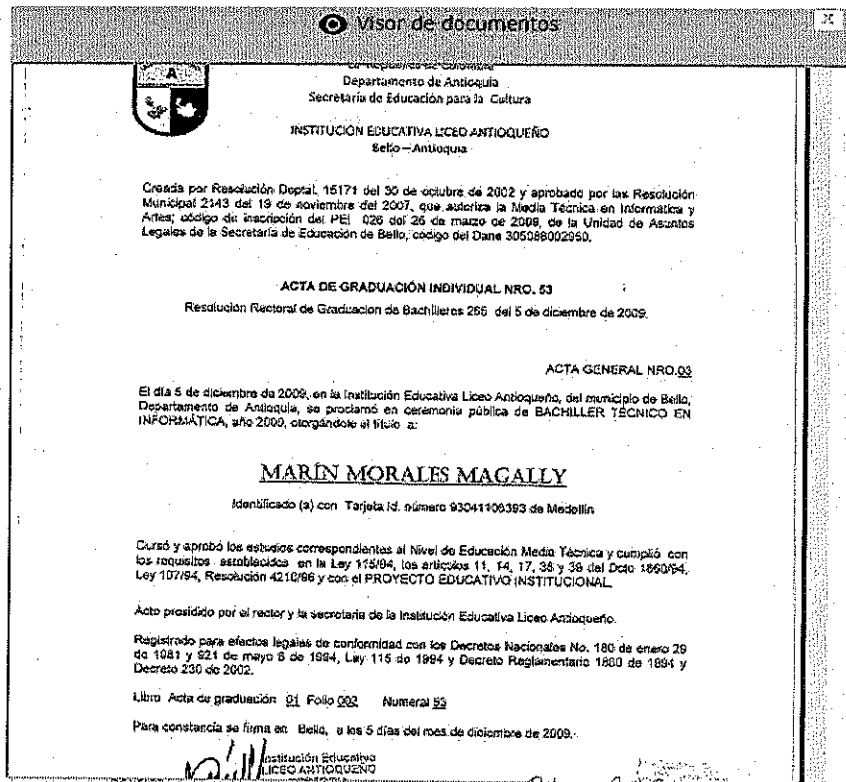 Visor de documentos
A
República de Colombia
Departamento de Antioquia
Secretaría de Educación para la Cultura
INSTITUCIÓN EDUCATIVA LICEO ANTIOQUEÑO
Bello – Antioquia
Creada por Resolución Deptal. 15171 del 30 de octubre de 2002 y aprobado por las Resolución
Municipal 2143 del 19 de noviembre del 2007, que autoriza la Media Técnica en Informática y
Artes; código de inscripción del PEI 026 del 26 de marzo de 2009, de la Unidad de Asuntos
Legales de la Secretaría de Educación de Bello, código del Dane 305088002950.
ACTA DE GRADUACIÓN INDIVIDUAL NRO. 53
Resolución Rectoral de Graduacion de Bachilleres 266 del 5 de diciembre de 2009.
ACTA GENERAL NRO.03
El día 5 de diciembre de 2009, en la Institución Educativa Liceo Antioqueño, del municipio de Bello,
Departamento de Antioquia, se proclamó en ceremonia pública de BACHILLER TÉCNICO EN
INFORMÁTICA, año 2009, otorgándole el título a:
MARÍN MORALES MAGALLY
Identificado (a) con Tarjeta Id. número 93041106393 de Medellín
Cursó y aprobó los estudios correspondientes al Nivel de Educación Media Técnica y cumplió con
los requisitos establecidos en la Ley 115/94, los artículos 11, 14, 17, 38 y 39 del Dcto 1860/94,
Ley 107/94, Resolución 4210/96 y con el PROYECTO EDUCATIVO INSTITUCIONAL
Acto presidido por el rector y la secretaria de la Institución Educativa Liceo Antioqueño.
Registrado para efectos legales de conformidad con los Decretos Nacionales No. 180 de enero 29
de 1981 y 921 de mayo 6 de 1994, Ley 115 de 1994 y Decreto Reglamentario 1860 de 1994 y
Decreto 230 de 2002.
Libro Acta de graduación 01 Folio 002 Numeral 53
Para constancia se firma en Bello, a los 5 días del mes de diciembre de 2009.
Institución Educativa
LICEO ANTIOQUEÑO